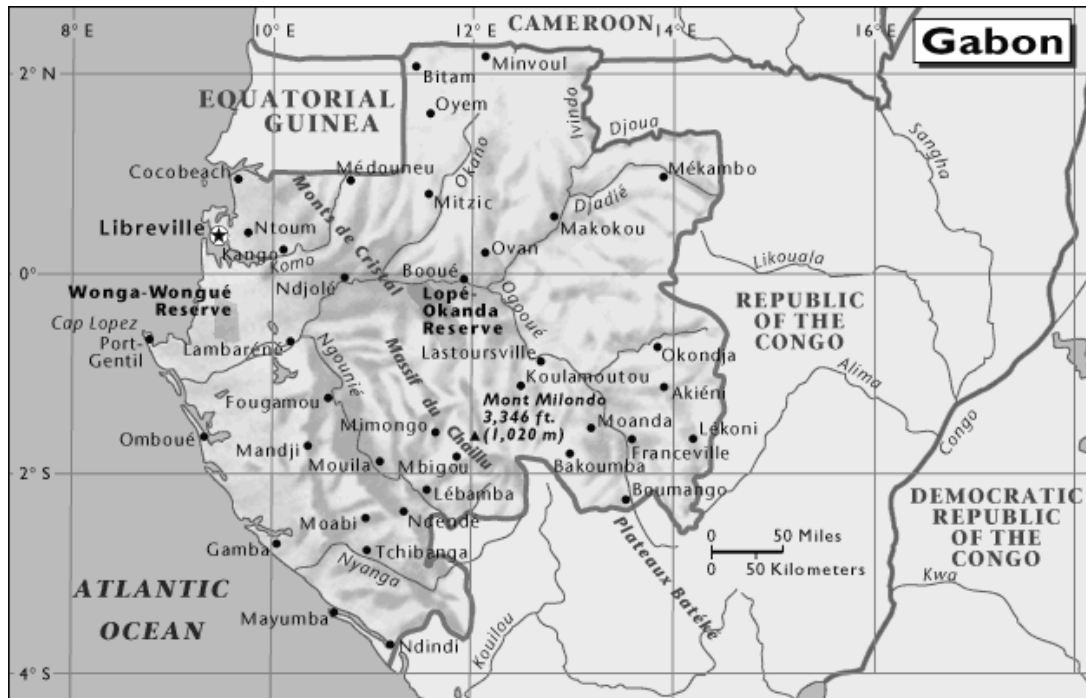 8° E
10° E
12° E
14° E
16° E
CAMEROON
Gabon
2° N
Minvoul
Bitam
EQUATORIAL
GUINEA
Oyem
Ivindo
Djoua
Sangha
Okano
Cocobeach
Médouneu
Mékambo
Monts de Cristal
Mitzic
Djadié
Libreville
Ntoum
Makokou
Kango
Komo
Ovan
0°
Booué
Likouala
Ndjolé
Wonga-Wongué
Reserve
Lopé-
Okanda
Reserve
Ogooué
REPUBLIC
OF THE
CONGO
Cap Lopez
Port-
Gentil
Lambaréné
Ngounié
Massif du Chaillu
Lastoursville
Okondja
Koulamoutou
Akiéni
Alima
Fougamou
Mont Milondo
3,346 ft.
(1,020 m)
Mimongo
Moanda
Lékoni
Omboué
Mandji
Mouila
Mbigou
Bakoumba
Franceville
Congo
2° S
Lébamba
Boumango
DEMOCRATIC
REPUBLIC
OF THE
CONGO
Moabi
Ndendé
Plateaux Batéké
0 50 Miles
0 50 Kilometers
Gamba
Tchibanga
Nyanga
Kwa
ATLANTIC
OCEAN
Mayumba
Ndindi
Kouilou
4° S